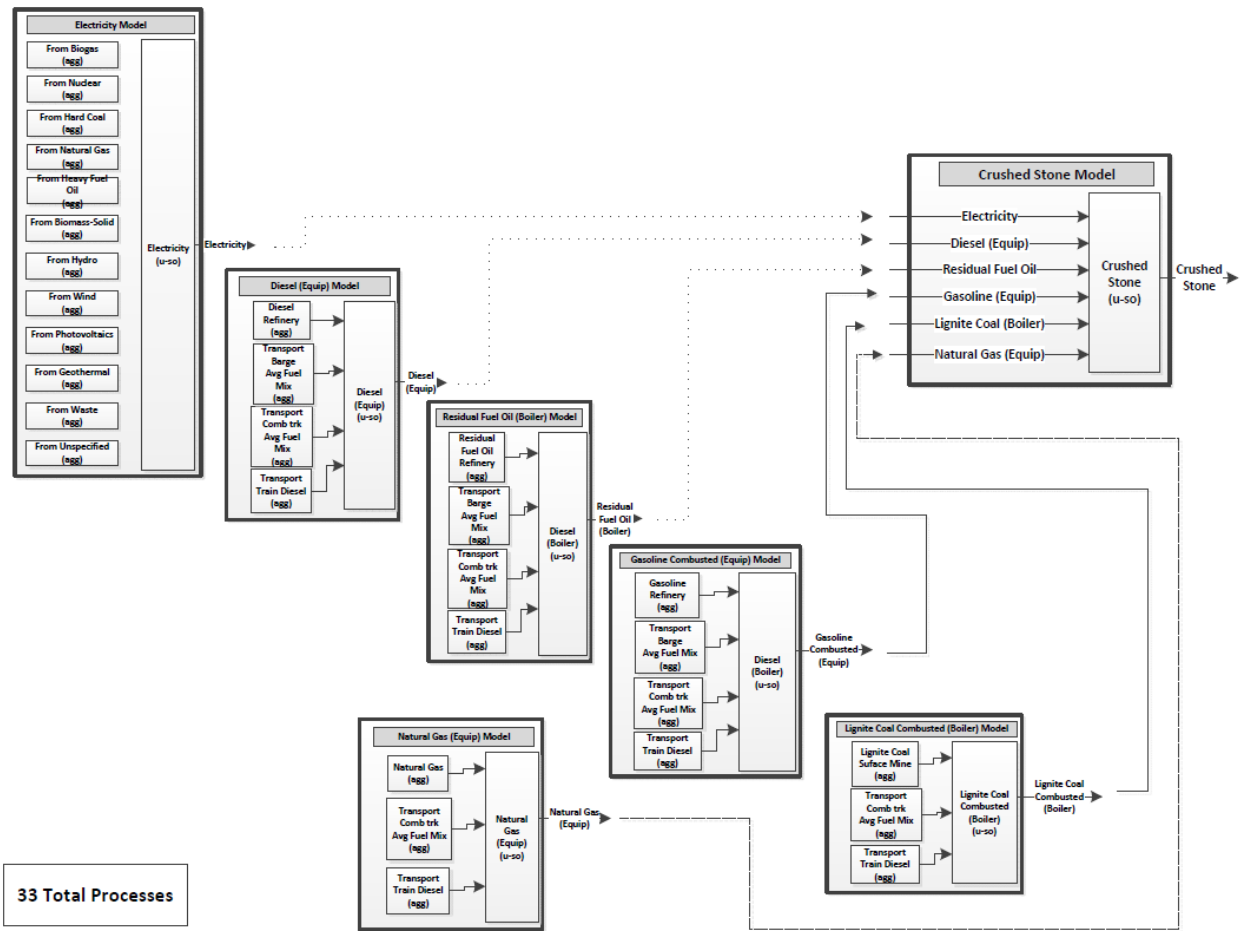 Electricity Model
From Biogas
(agg)
From Nuclear
(agg)
From Hard Coal
(agg)
From Natural Gas
(agg)
From Heavy Fuel
Oil
(agg)
From Biomass-Solid
(agg)
From Hydro
(agg)
From Wind
(agg)
From Photovoltaics
(agg)
From Geothermal
(agg)
From Waste
(agg)
From Unspecified
(agg)
Electricity
(u-so)
Electricity
Diesel (Equip) Model
Diesel
Refinery
(agg)
Transport
Barge
Avg Fuel
Mix
(agg)
Transport
Comb trk
Avg Fuel
Mix
(agg)
Transport
Train Diesel
(agg)
Diesel
(Equip)
(u-so)
Diesel
(Equip)
Residual Fuel Oil (Boiler) Model
Residual
Fuel Oil
Refinery
(agg)
Transport
Barge
Avg Fuel
Mix
(agg)
Transport
Comb trk
Avg Fuel
Mix
(agg)
Transport
Train Diesel
(agg)
Diesel
(Boiler)
(u-so)
Residual
Fuel Oil
(Boiler)
Gasoline Combusted (Equip) Model
Gasoline
Refinery
(agg)
Transport
Barge
Avg Fuel Mix
(agg)
Transport
Comb trk
Avg Fuel Mix
(agg)
Transport
Train Diesel
(agg)
Diesel
(Boiler)
(u-so)
Gasoline
Combusted
(Equip)
Natural Gas (Equip) Model
Natural Gas
(agg)
Transport
Comb trk
Avg Fuel Mix
(agg)
Transport
Train Diesel
(agg)
Natural
Gas
(Equip)
(u-so)
Natural Gas
(Equip)
Lignite Coal Combusted (Boiler) Model
Lignite Coal
Suface Mine
(agg)
Transport
Comb trk
Avg Fuel Mix
(agg)
Transport
Train Diesel
(agg)
Lignite Coal
Combusted
(Boiler)
(u-so)
Lignite Coal
Combusted
(Boiler)
Crushed Stone Model
Electricity
Diesel (Equip)
Residual Fuel Oil
Gasoline (Equip)
Lignite Coal (Boiler)
Natural Gas (Equip)
Crushed
Stone
(u-so)
Crushed
Stone
33 Total Processes